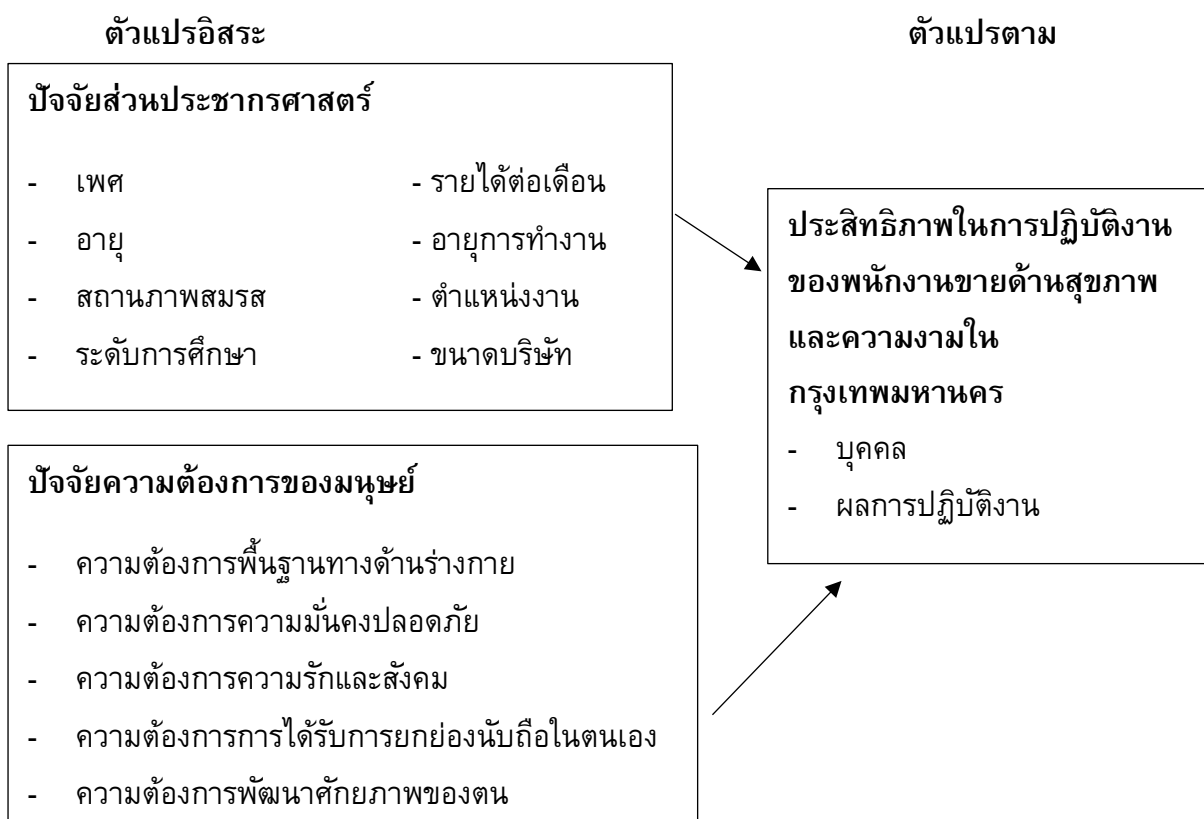 ตัวแปรอิสระ ตัวแปรตาม
ปัจจัยส่วนประชากรศาสตร์
- เพศ - รายได้ต่อเดือน
- อายุ - อายุการทำงาน
- สถานภาพสมรส - ตำแหน่งงาน
- ระดับการศึกษา - ขนาดบริษัท
ประสิทธิภาพในการปฏิบัติงาน
ของพนักงานขายด้านสุขภาพ
และความงามใน
กรุงเทพมหานคร
- บุคคล
- ผลการปฏิบัติงาน
ปัจจัยความต้องการของมนุษย์
- ความต้องการพื้นฐานทางด้านร่างกาย
- ความต้องการความมั่นคงปลอดภัย
- ความต้องการความรักและสังคม
- ความต้องการการได้รับการยกย่องนับถือในตนเอง
- ความต้องการพัฒนาศักยภาพของตน